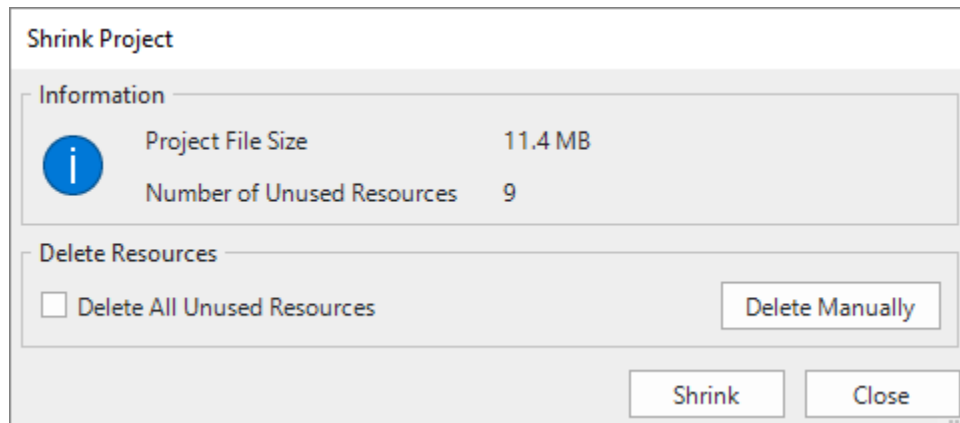 Shrink Project
Information
Project File Size 11.4 MB
Number of Unused Resources 9
Delete Resources
Delete All Unused Resources Delete Manually
Shrink Close